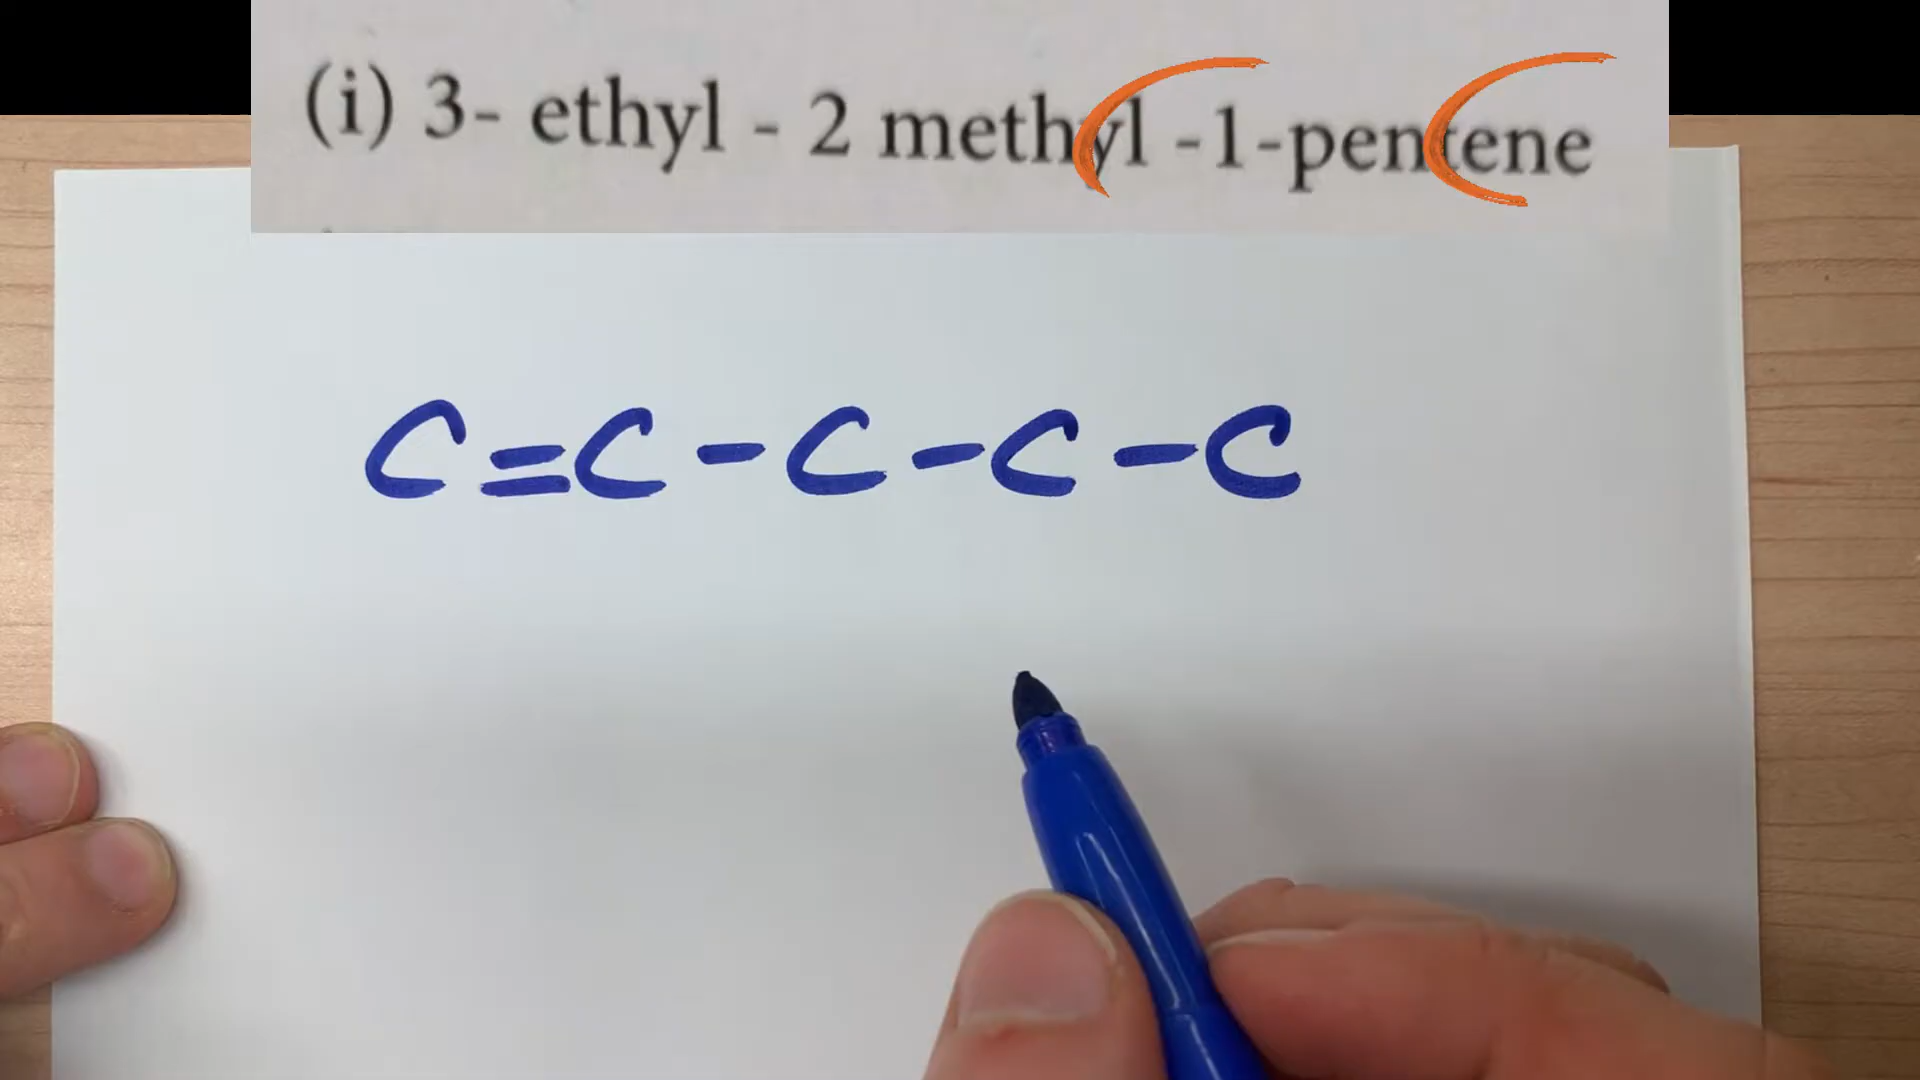 (i) 3- ethyl - 2 methyl -1-pentene
C=C-C-C-C